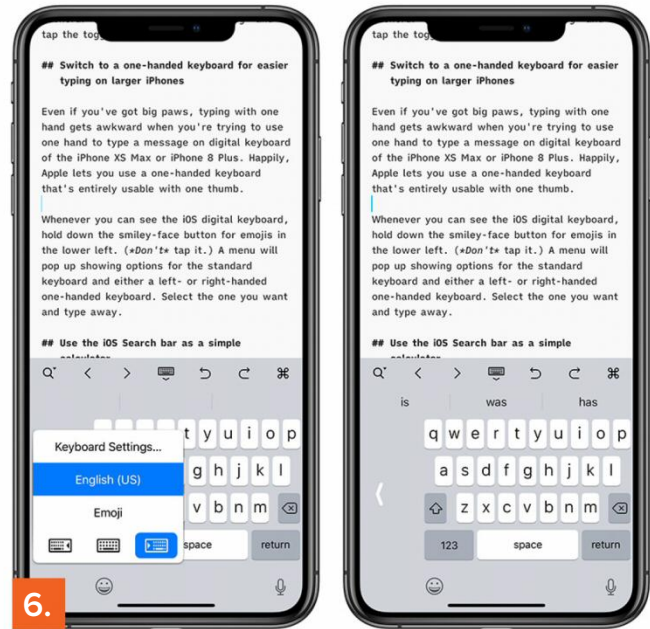 tap the tog
## Switch to a one-handed keyboard for easier
typing on larger iPhones
Even if you've got big paws, typing with one
hand gets awkward when you're trying to use
one hand to type a message on digital keyboard
of the iPhone XS Max or iPhone 8 Plus. Happily,
Apple lets you use a one-handed keyboard
that's entirely usable with one thumb.
Whenever you can see the iOS digital keyboard,
hold down the smiley-face button for emojis in
the lower left. (*Don't* tap it.) A menu will
pop up showing options for the standard
keyboard and either a left- or right-handed
one-handed keyboard. Select the one you want
and type away.
## Use the iOS Search bar as a simple
calculator
t y u i o p
Keyboard Settings...
g h j k l
English (US)
v b n m
Emoji
space return
6.
tap the tog
## Switch to a one-handed keyboard for easier
typing on larger iPhones
Even if you've got big paws, typing with one
hand gets awkward when you're trying to use
one hand to type a message on digital keyboard
of the iPhone XS Max or iPhone 8 Plus. Happily,
Apple lets you use a one-handed keyboard
that's entirely usable with one thumb.
Whenever you can see the iOS digital keyboard,
hold down the smiley-face button for emojis in
the lower left. (*Don't* tap it.) A menu will
pop up showing options for the standard
keyboard and either a left- or right-handed
one-handed keyboard. Select the one you want
and type away.
## Use the iOS Search bar as a simple
calculator
is was has
q w e r t y u i o p
a s d f g h j k l
z x c v b n m
123 space return